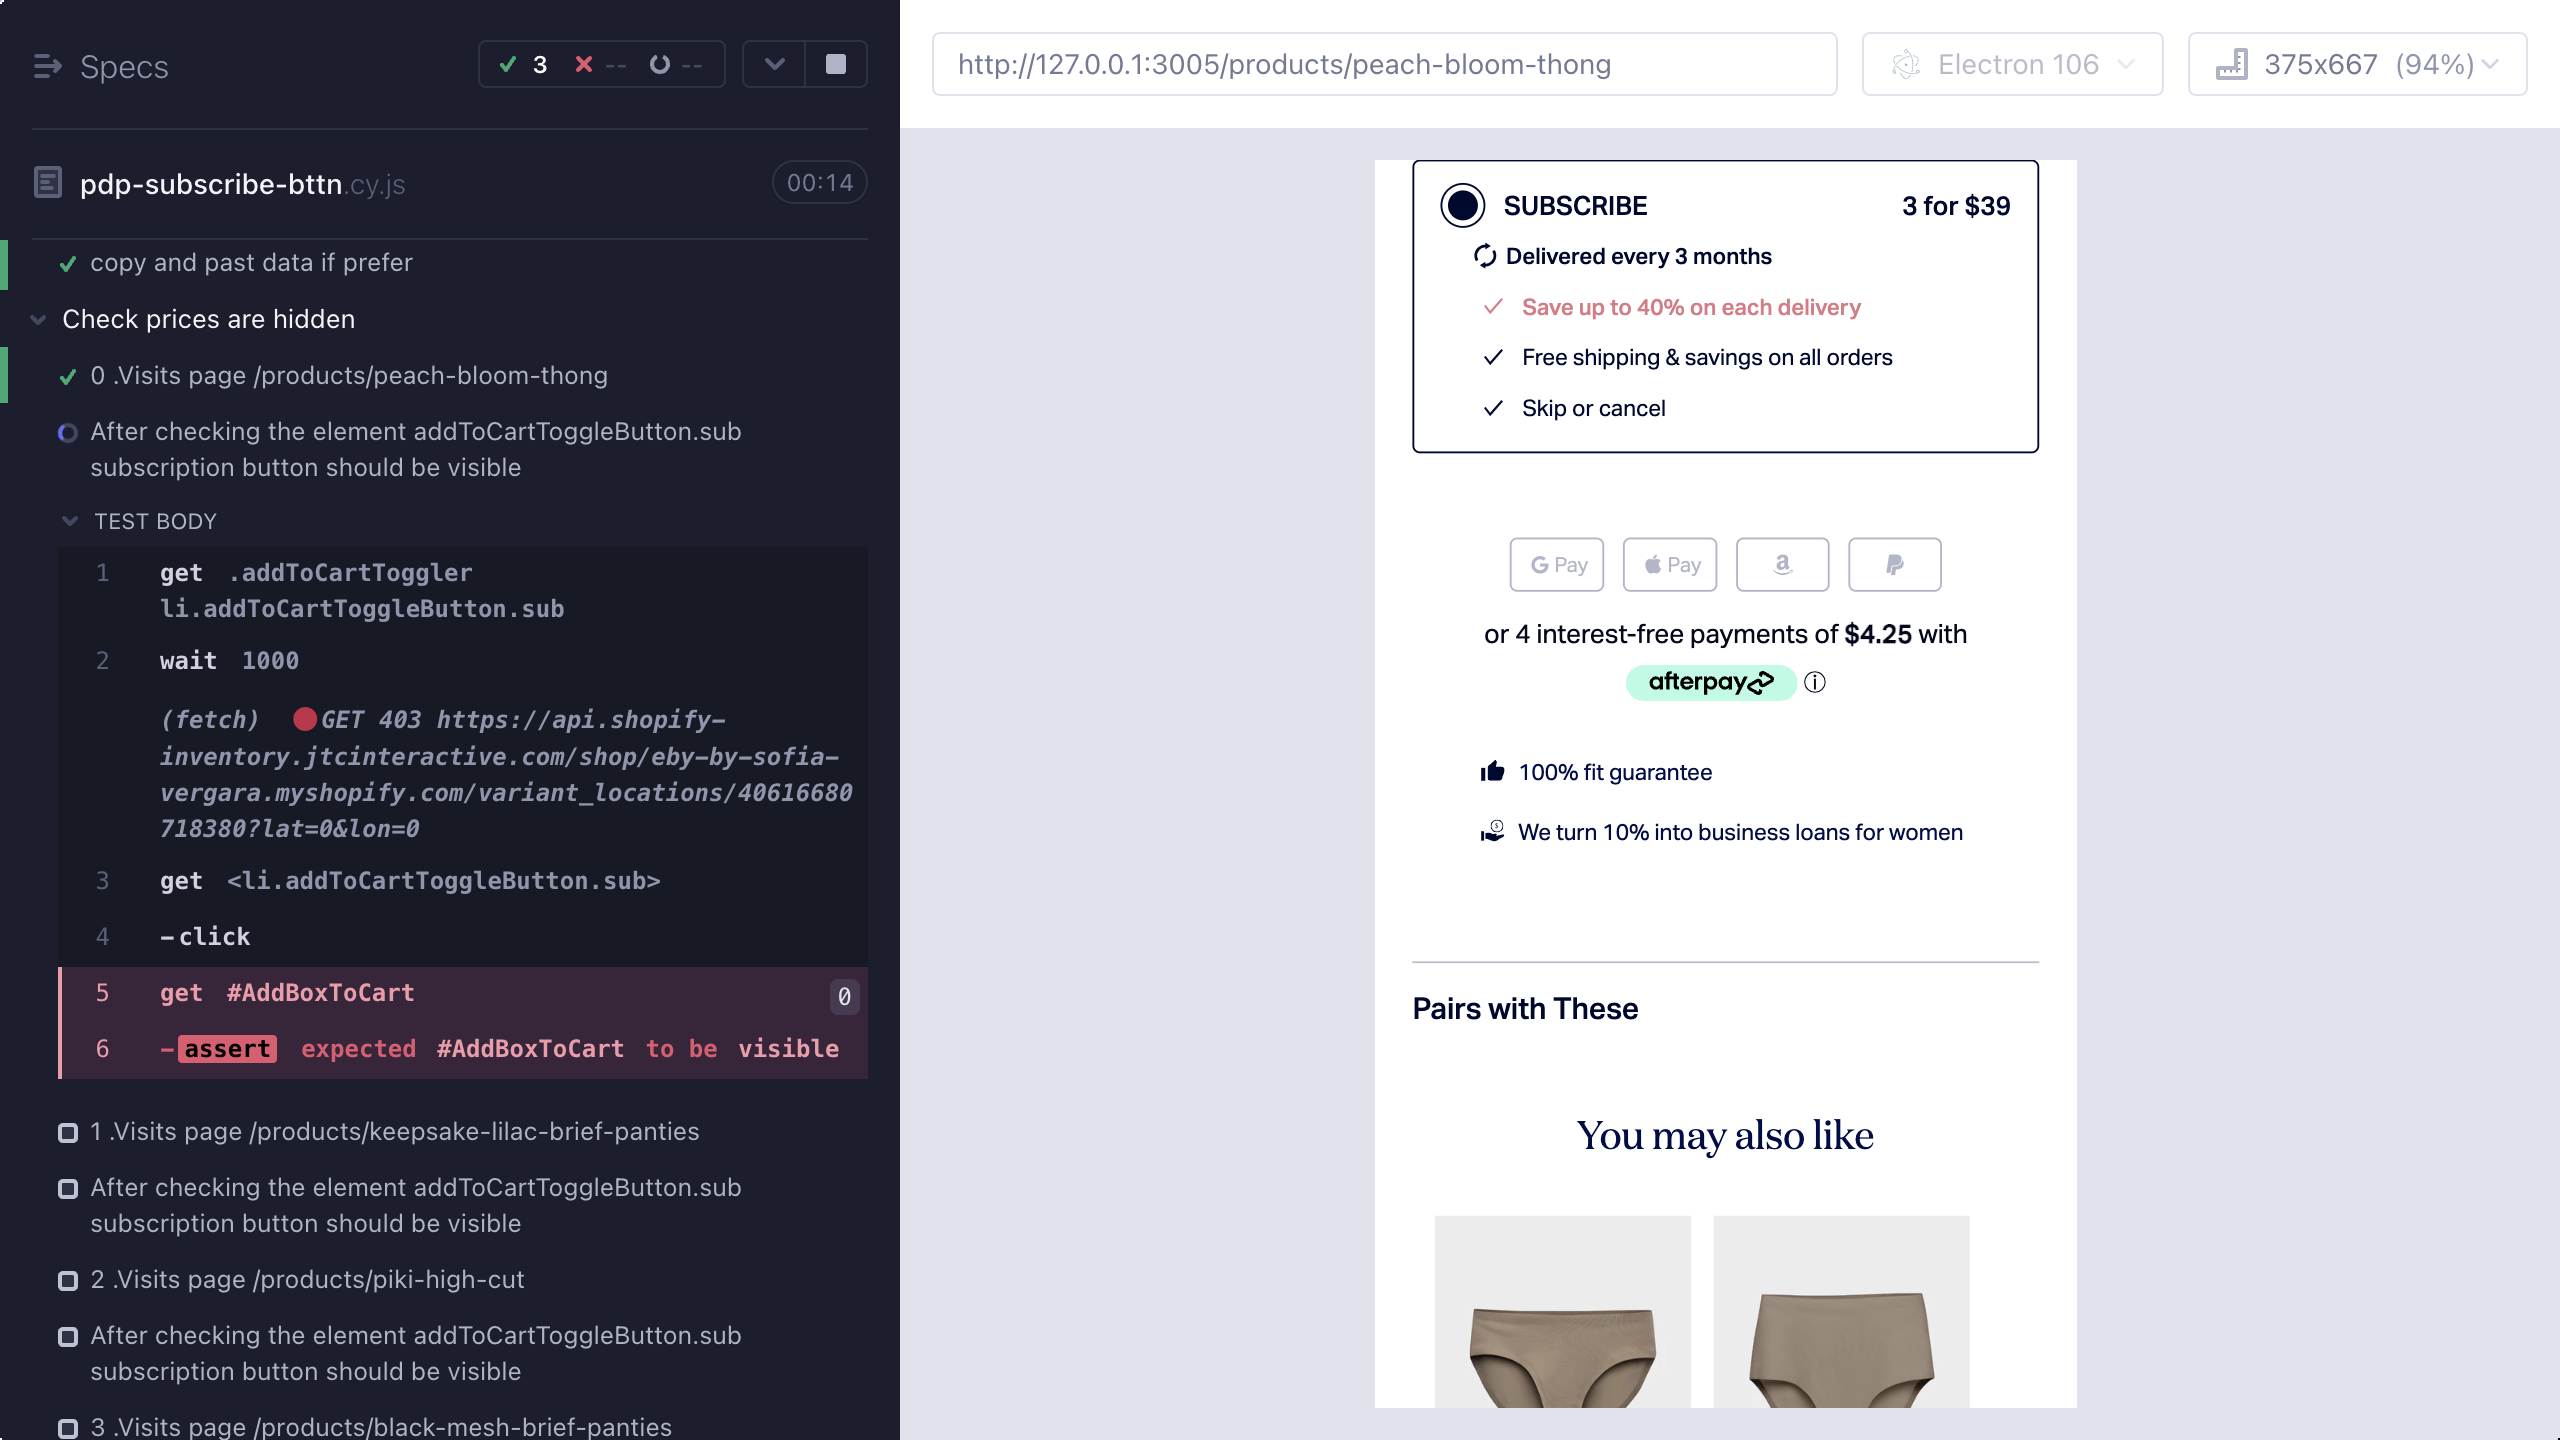 Specs
3
--
--
pdp-subscribe-bttn.cy.js
00:14
copy and past data if prefer
Check prices are hidden
0 .Visits page /products/peach-bloom-thong
After checking the element addToCartToggleButton.sub
subscription button should be visible
TEST BODY
1 get .addToCartToggler
li.addToCartToggleButton.sub
2 wait 1000
(fetch) GET 403 https://api.shopify-
inventory.jtcinteractive.com/shop/eby-by-sofia-
vergara.myshopify.com/variant_locations/40616680
718380?lat=0&lon=0
3 get <li.addToCartToggleButton.sub>
4 -click
5 get #AddBoxToCart 0
6 -assert expected #AddBoxToCart to be visible
1 .Visits page /products/keepsake-lilac-brief-panties
After checking the element addToCartToggleButton.sub
subscription button should be visible
2 .Visits page /products/piki-high-cut
After checking the element addToCartToggleButton.sub
subscription button should be visible
3 .Visits page /products/black-mesh-brief-panties
http://127.0.0.1:3005/products/peach-bloom-thong
Electron 106
375x667 (94%)
SUBSCRIBE 3 for $39
Delivered every 3 months
Save up to 40% on each delivery
Free shipping & savings on all orders
Skip or cancel
G Pay
Pay
a
P
or 4 interest-free payments of $4.25 with
afterpay
100% fit guarantee
We turn 10% into business loans for women
Pairs with These
You may also like